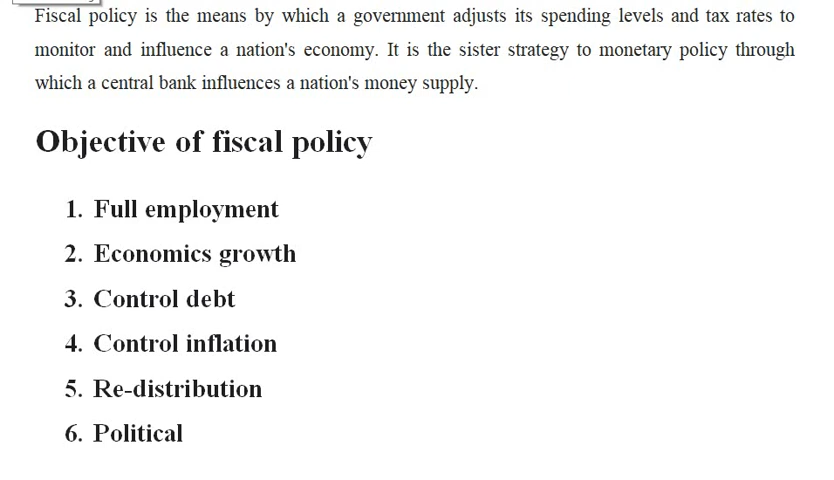 Fiscal policy is the means by which a government adjusts its spending levels and tax rates to
monitor and influence a nation's economy. It is the sister strategy to monetary policy through
which a central bank influences a nation's money supply.
Objective of fiscal policy
1. Full employment
2. Economics growth
3. Control debt
4. Control inflation
5. Re-distribution
6. Political